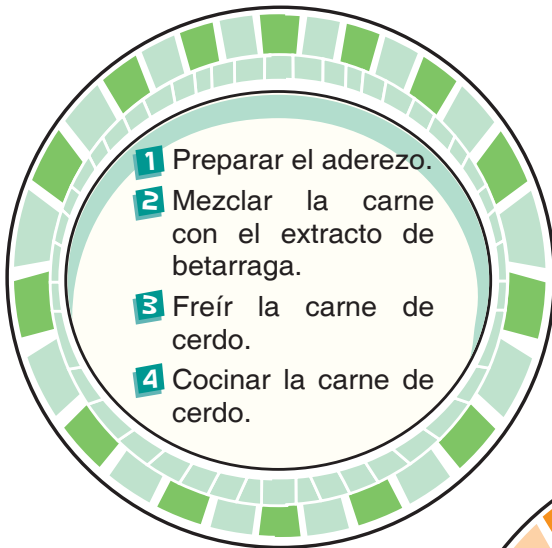 1 Preparar el aderezo.
2 Mezclar la carne
con el extracto de
betarraga.
3 Freír la carne de
cerdo.
4 Cocinar la carne de
cerdo.